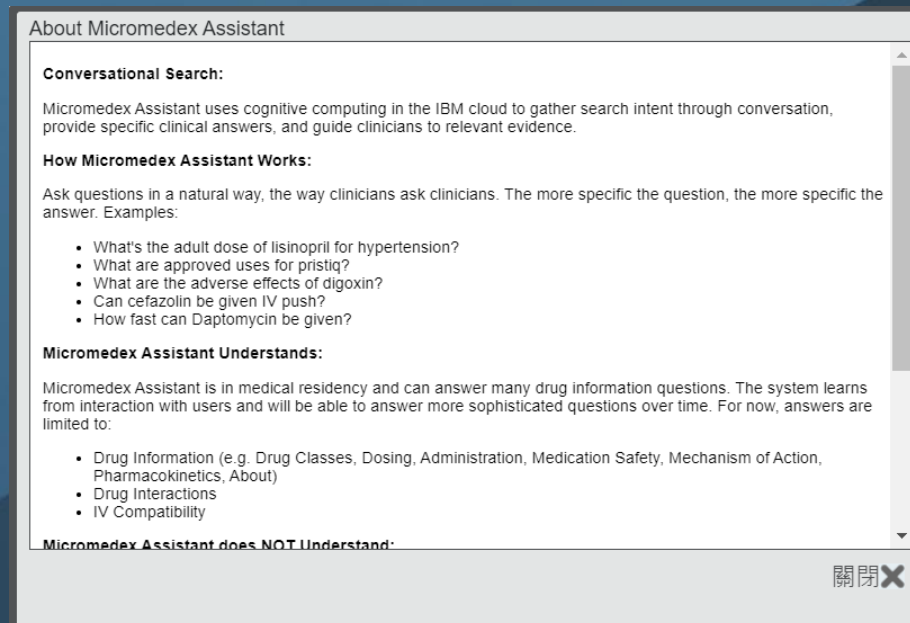 About Micromedex Assistant
Conversational Search:
Micromedex Assistant uses cognitive computing in the IBM cloud to gather search intent through conversation,
provide specific clinical answers, and guide clinicians to relevant evidence.
How Micromedex Assistant Works:
Ask questions in a natural way, the way clinicians ask clinicians. The more specific the question, the more specific the
answer. Examples:
• What's the adult dose of lisinopril for hypertension?
• What are approved uses for pristiq?
• What are the adverse effects of digoxin?
• Can cefazolin be given IV push?
• How fast can Daptomycin be given?
Micromedex Assistant Understands:
Micromedex Assistant is in medical residency and can answer many drug information questions. The system learns
from interaction with users and will be able to answer more sophisticated questions over time. For now, answers are
limited to:
• Drug Information (e.g. Drug Classes, Dosing, Administration, Medication Safety, Mechanism of Action,
Pharmacokinetics, About)
• Drug Interactions
• IV Compatibility
Micromedex Assistant does NOT Understand:
關閉